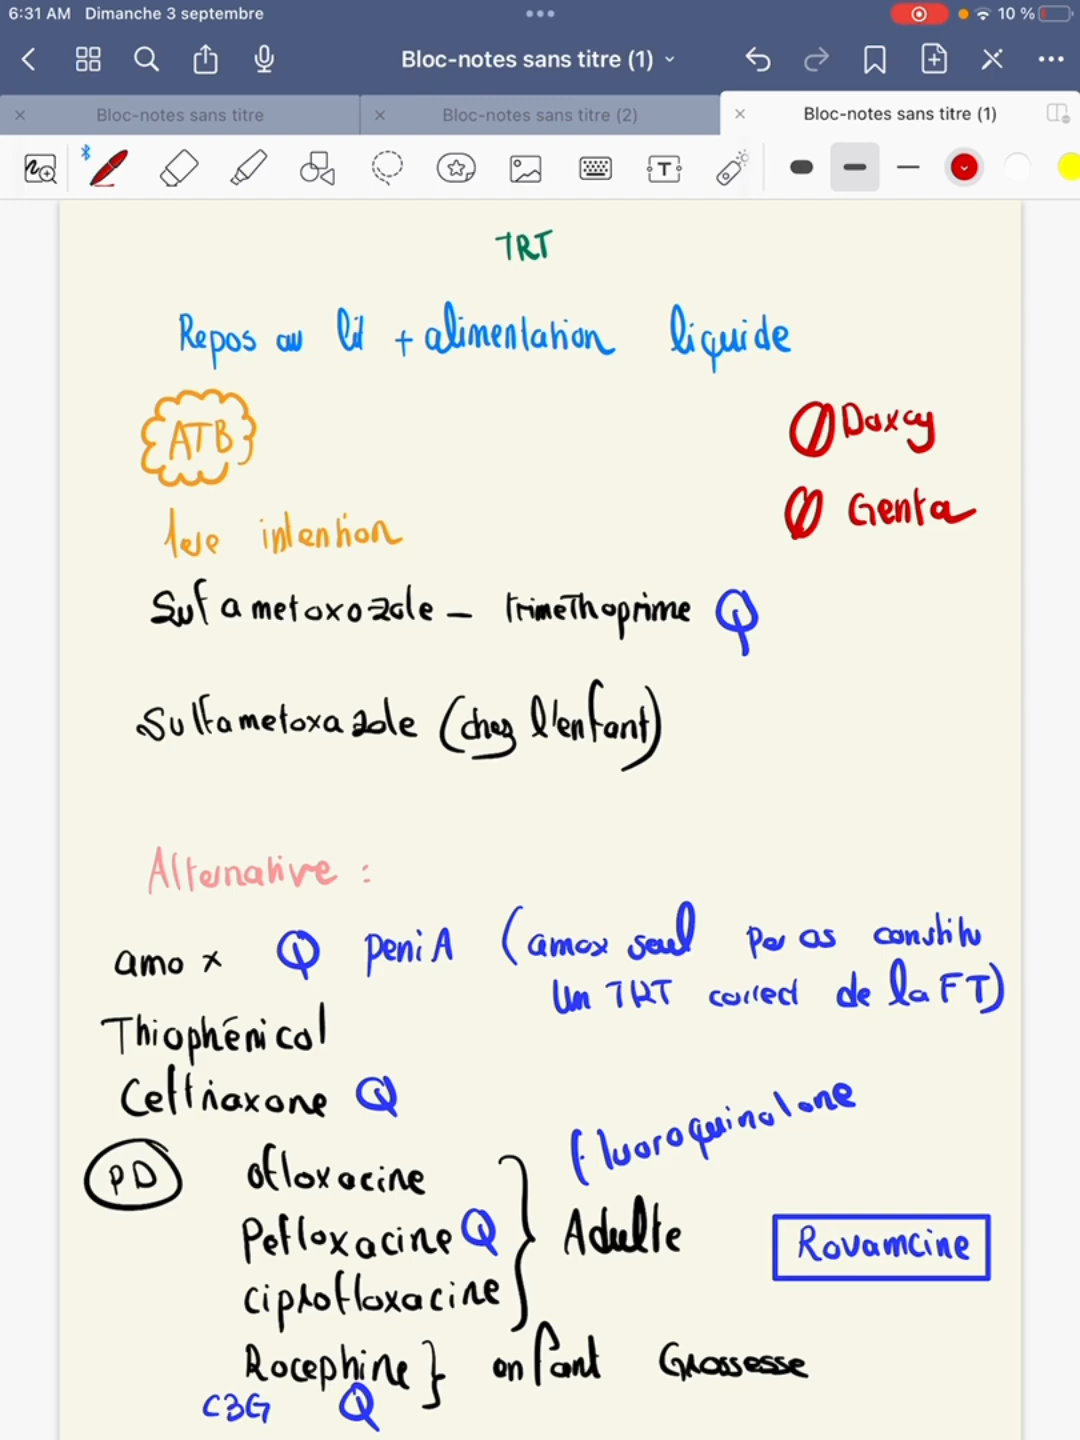 6:31 AM Dimanche 3 septembre
10 %
Bloc-notes sans titre (1)
Bloc-notes sans titre
Bloc-notes sans titre (2)
Bloc-notes sans titre (1)
TRT
Repos au lit + alimentation liquide
ATB
Doxcy
Genta
1ere intention
Sufametoxozole - trimethoprime Q
Sulfametoxazole (chez l'enfant)
Alternative :
amox Q peniA (amox seul
constitu
un TRT correct de la FT)
Thiophénicol
Ceftriaxone Q
fluoroquinolone
PD
ofloxacine
Pefloxacine Q
Adulte
Rovamcine
ciprofloxacine
Rocephine } enfant Grossesse
C3G Q